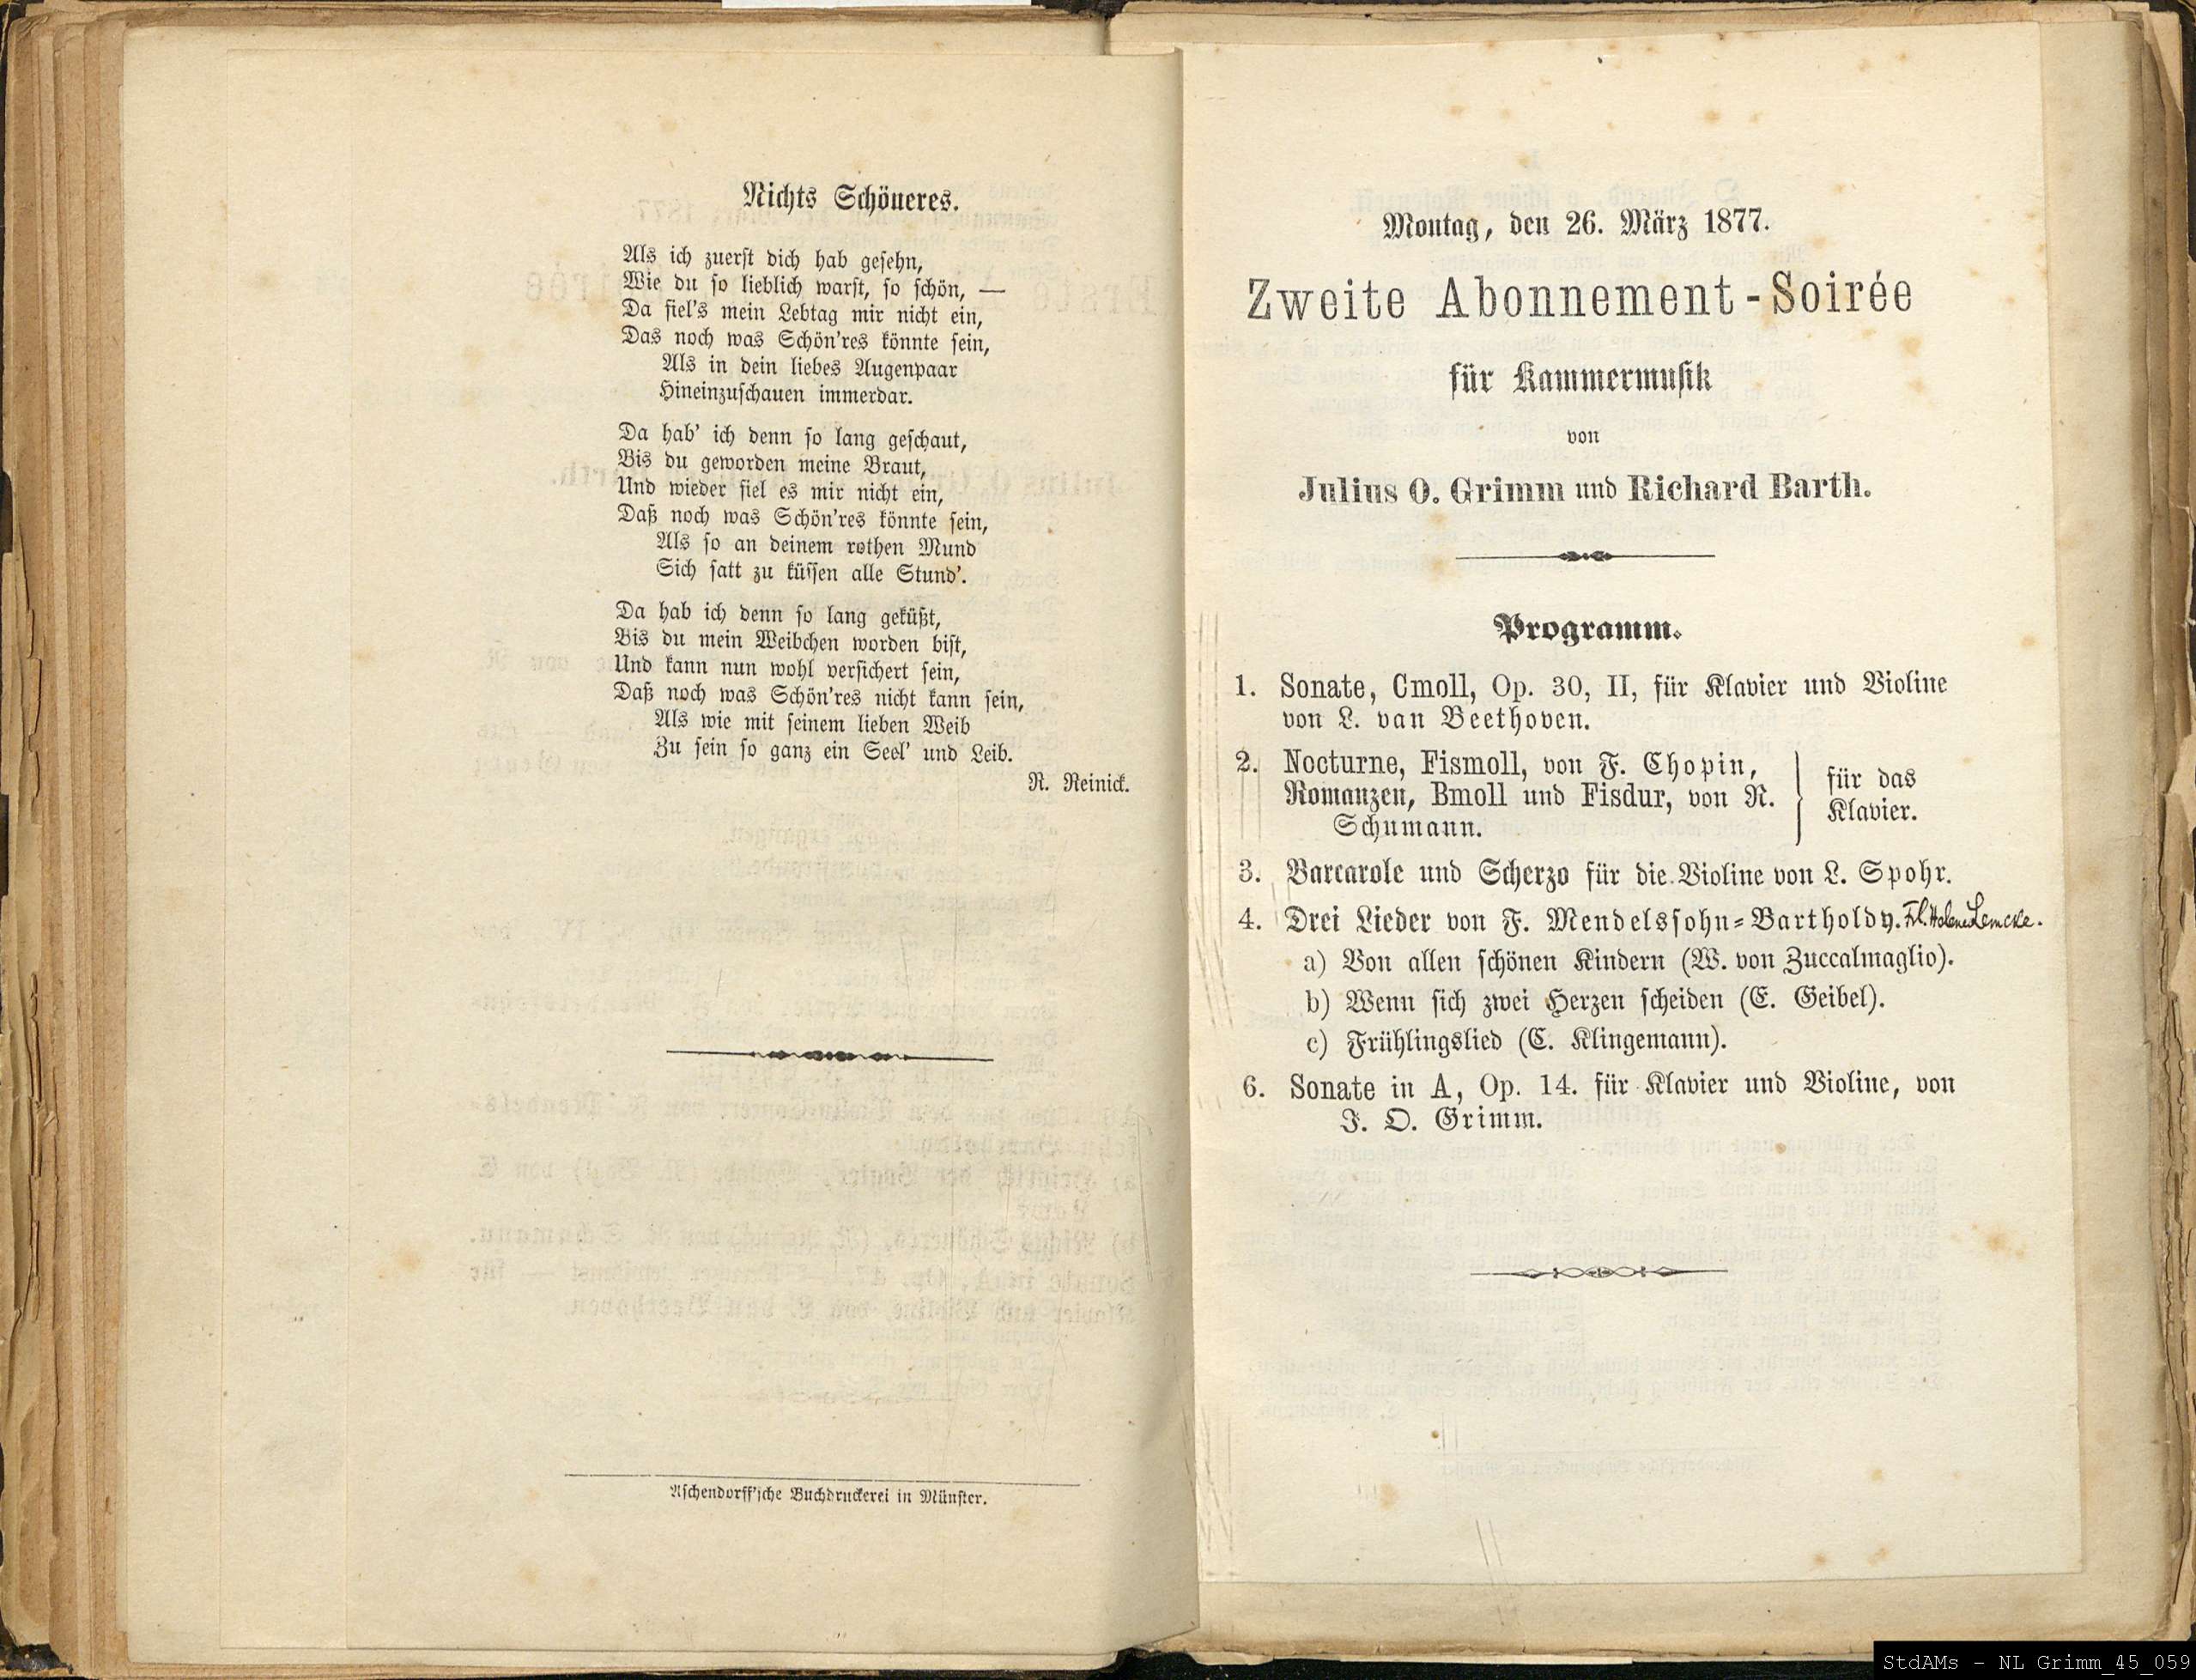 Nichts Schöneres.
Als ich zuerst dich hab gesehn,
Wie du so lieblich warst, so schön, —
Da fiel's mein Lebtag mir nicht ein,
Das noch was Schön'res könnte sein,
Als in dein liebes Augenpaar
Hineinzuschauen immerdar.
Da hab' ich denn so lang geschaut,
Bis du geworden meine Braut,
Und wieder fiel es mir nicht ein,
Daß noch was Schön'res könnte sein,
Als so an deinem rothen Mund
Sich satt zu küssen alle Stund'.
Da hab ich denn so lang geküßt,
Bis du mein Weibchen worden bist,
Und kann nun wohl versichert sein,
Daß noch was Schön'res nicht kann sein,
Als wie mit seinem lieben Weib
Zu sein so ganz ein Seel' und Leib.
R. Reinick.
Aschendorff'sche Buchdruckerei in Münster.
Montag, den 26. März 1877.
Zweite Abonnement-Soirée
für Kammermusik
von
Julius O. Grimm und Richard Barth.
Programm.
1. Sonate, Cmoll, Op. 30, II, für Klavier und Violine
von L. van Beethoven.
2. Nocturne, Fismoll, von F. Chopin,
Romanzen, Bmoll und Fisdur, von R.
Schumann.
für das
Klavier.
3. Barcarole und Scherzo für die Violine von L. Spohr.
4. Drei Lieder von F. Mendelssohn-Bartholdy. Frl. Helene Lemcke.
a) Von allen schönen Kindern (W. von Zuccalmaglio).
b) Wenn sich zwei Herzen scheiden (E. Geibel).
c) Frühlingslied (C. Klingemann).
6. Sonate in A, Op. 14. für Klavier und Violine, von
J. O. Grimm.
StdAMs - NL Grimm_45_059